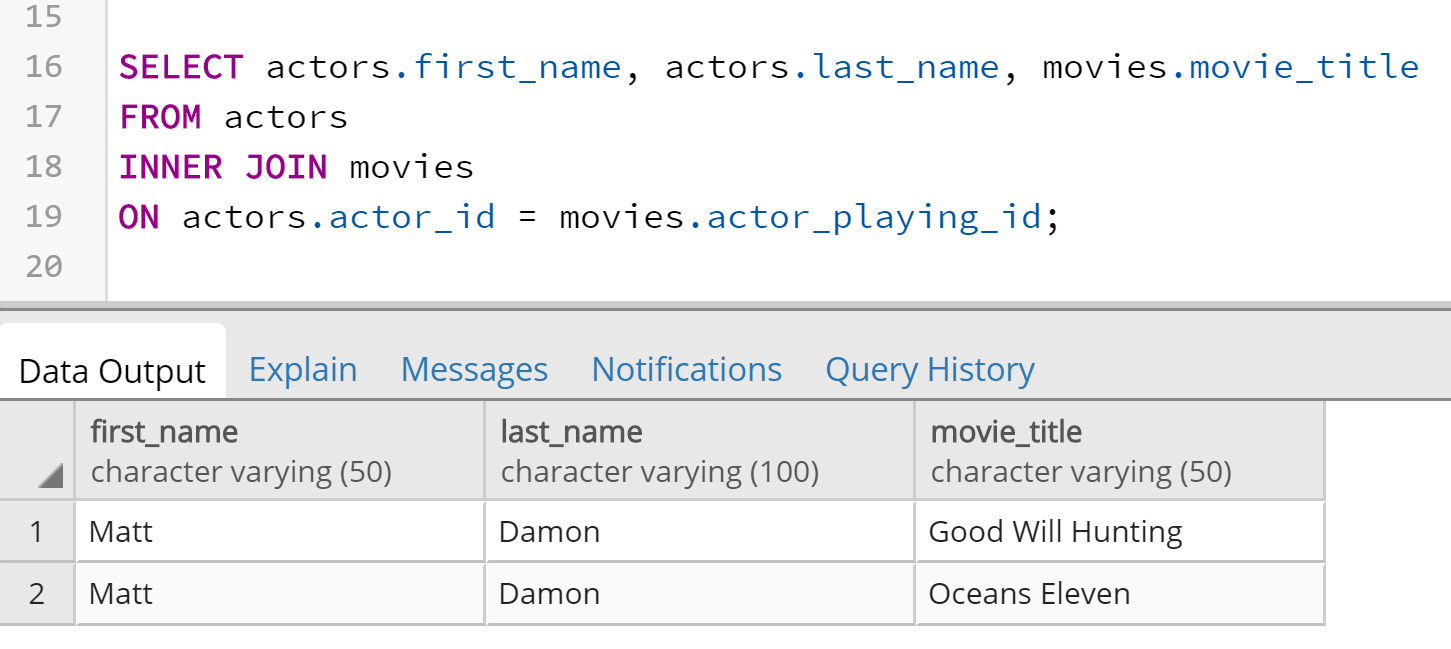 15
16 SELECT actors.first_name, actors.last_name, movies.movie_title
17 FROM actors
18 INNER JOIN movies
19 ON actors.actor_id = movies.actor_playing_id;
20
Data Output Explain Messages Notifications Query History
first_name last_name movie_title
character varying (50) character varying (100) character varying (50)
1 Matt Damon Good Will Hunting
2 Matt Damon Oceans Eleven